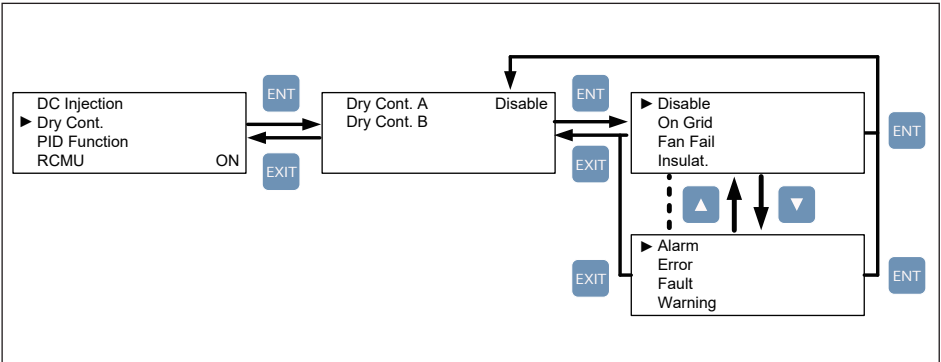 DC Injection
▶ Dry Cont.
PID Function
RCMU ON
ENT
EXIT
Dry Cont. A Disable
Dry Cont. B
ENT
EXIT
▶ Disable
On Grid
Fan Fail
Insulat.
ENT
▲
▼
EXIT
▶ Alarm
Error
Fault
Warning
ENT